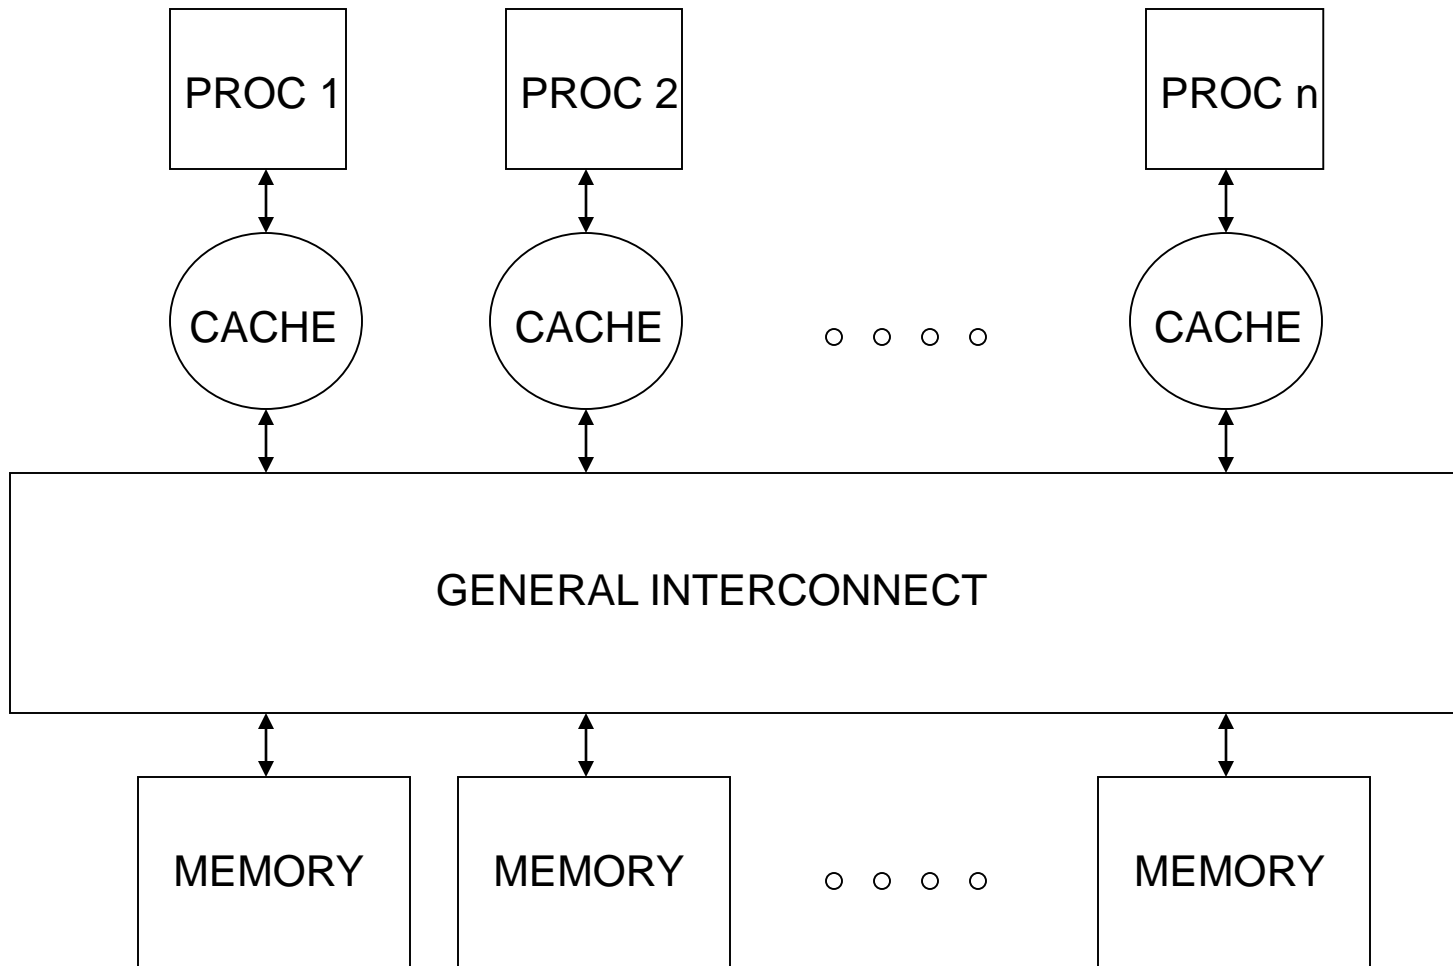 PROC 1
PROC 2
PROC n
CACHE
CACHE
CACHE
GENERAL INTERCONNECT
MEMORY
MEMORY
MEMORY